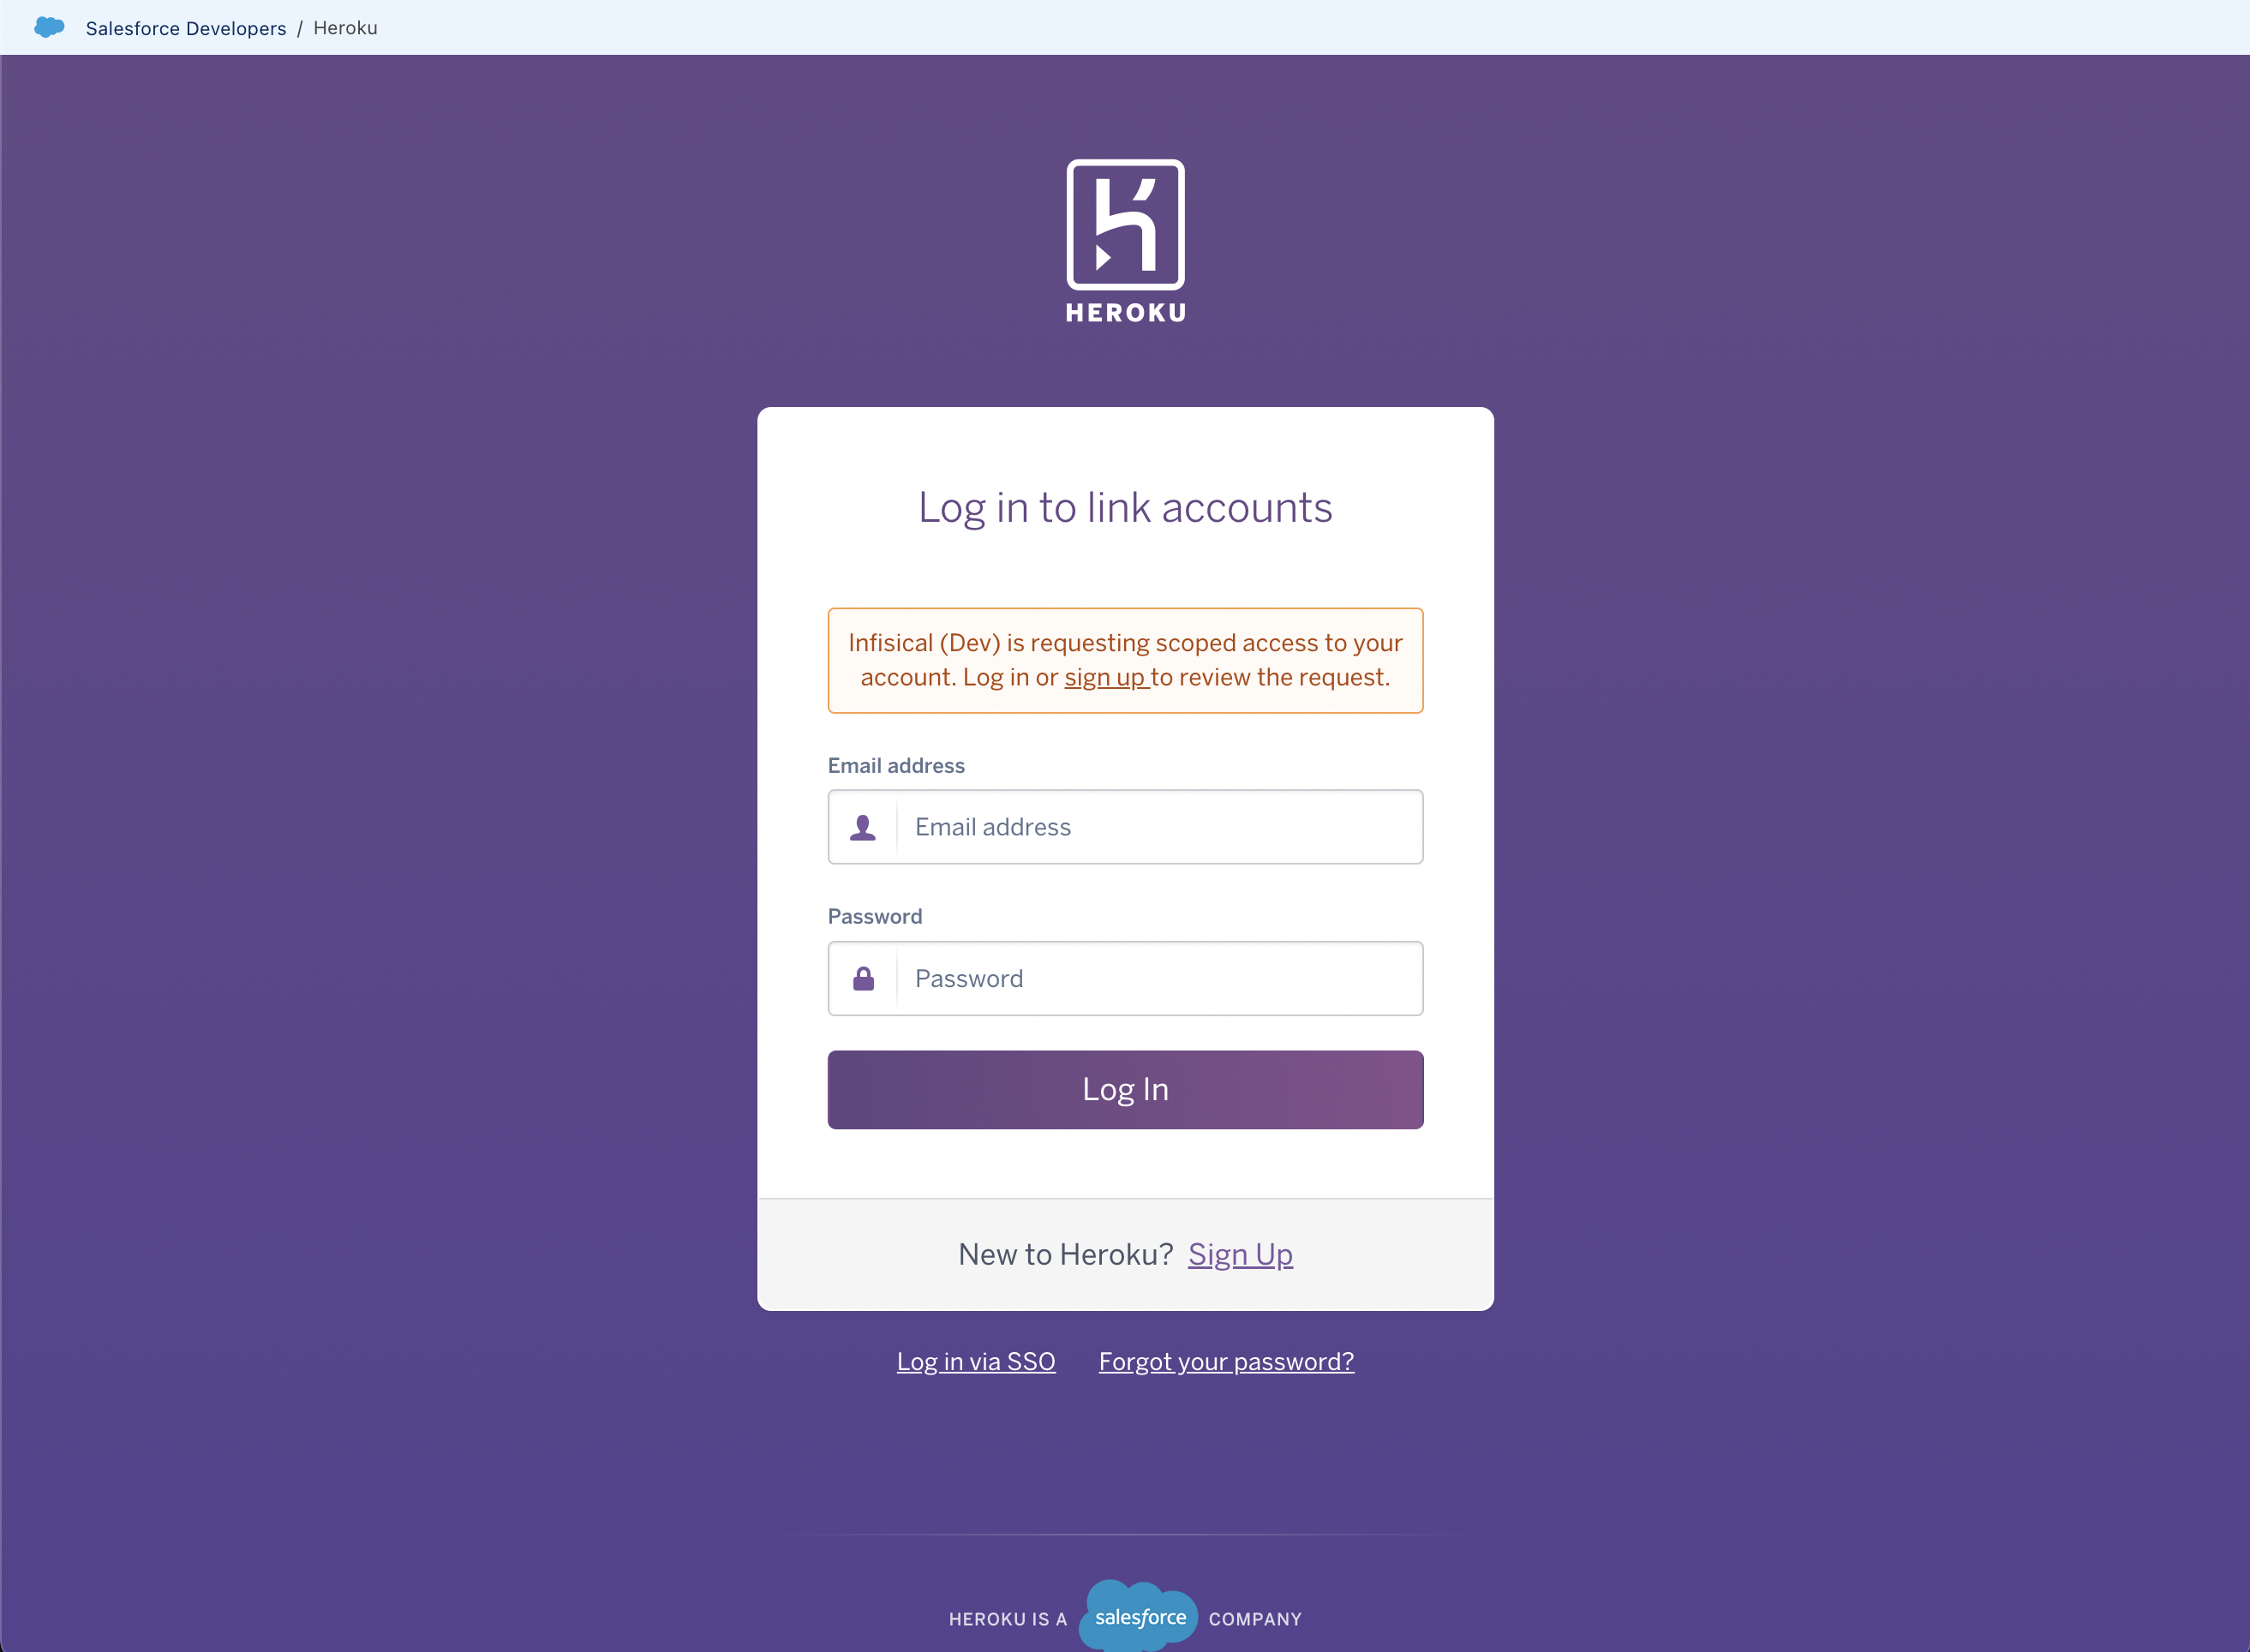 Salesforce Developers / Heroku
HEROKU
Log in to link accounts
Infisical (Dev) is requesting scoped access to your
account. Log in or sign up to review the request.
Email address
Email address
Password
Password
Log In
New to Heroku? Sign Up
Log in via SSO Forgot your password?
HEROKU IS A salesforce COMPANY